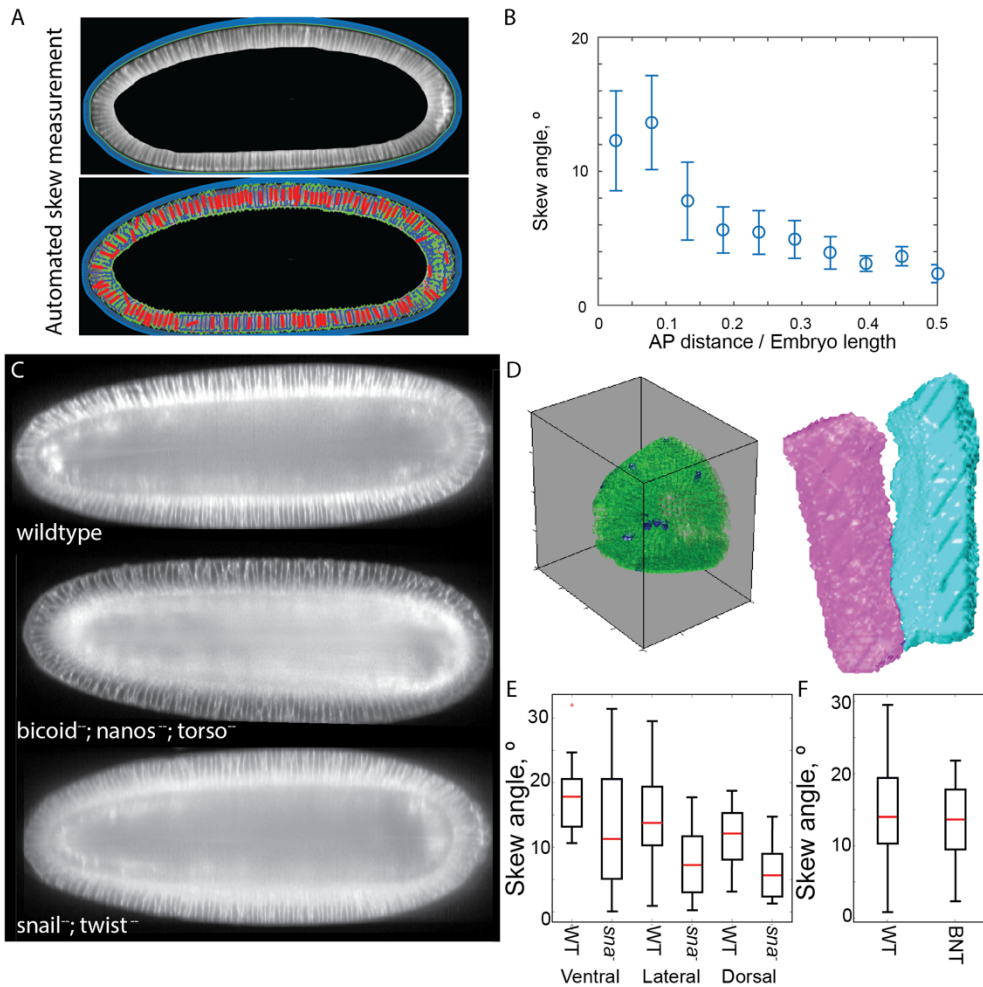 A
Automated skew measurement
B
Skew angle, º
20
10
0
0 0.1 0.2 0.3 0.4 0.5
AP distance / Embryo length
C
wildtype
bicoid⁻⁻; nanos⁻⁻; torso⁻⁻
snail⁻⁻; twist⁻⁻
D
E
Skew angle, º
30
20
10
0
WT sna⁻ WT sna⁻ WT sna⁻
Ventral Lateral Dorsal
F
Skew angle, º
30
20
10
0
WT BNT